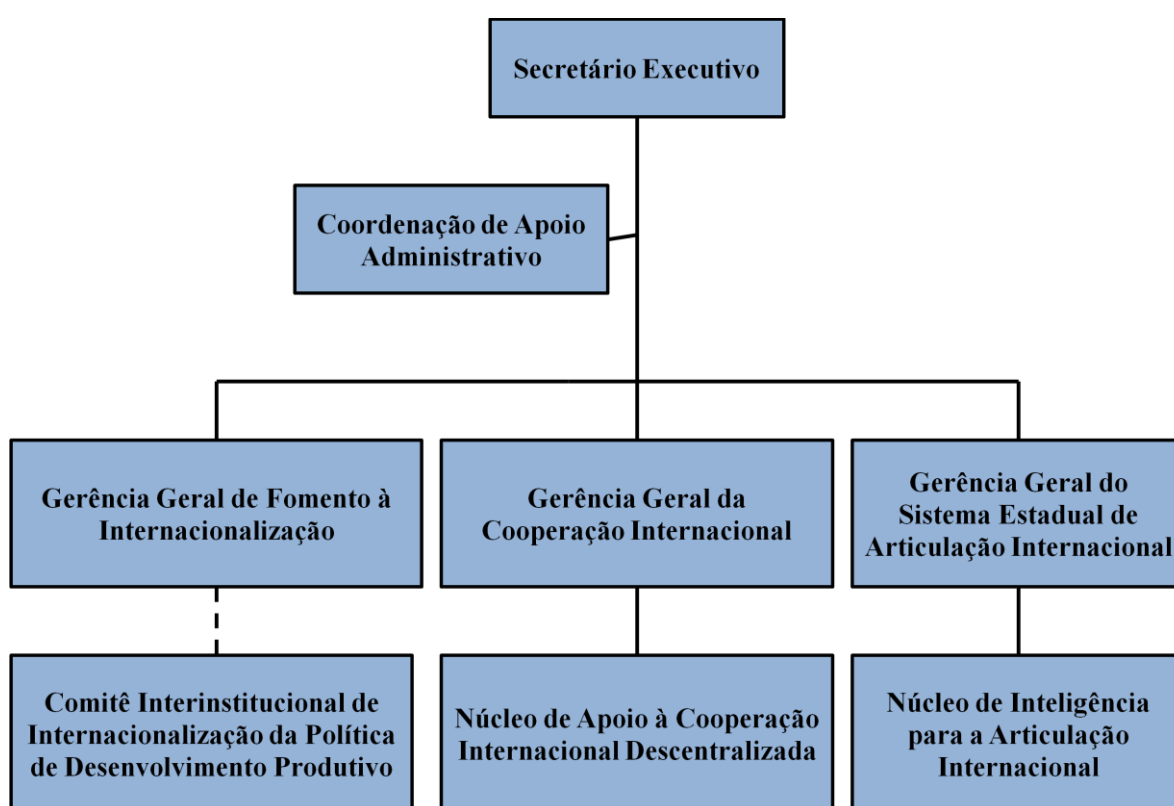 Secretário Executivo
Coordenação de Apoio
Administrativo
Gerência Geral de Fomento à
Internacionalização
Gerência Geral da
Cooperação Internacional
Gerência Geral do
Sistema Estadual de
Articulação Internacional
Comitê Interinstitucional de
Internacionalização da Política
de Desenvolvimento Produtivo
Núcleo de Apoio à Cooperação
Internacional Descentralizada
Núcleo de Inteligência
para a Articulação
Internacional